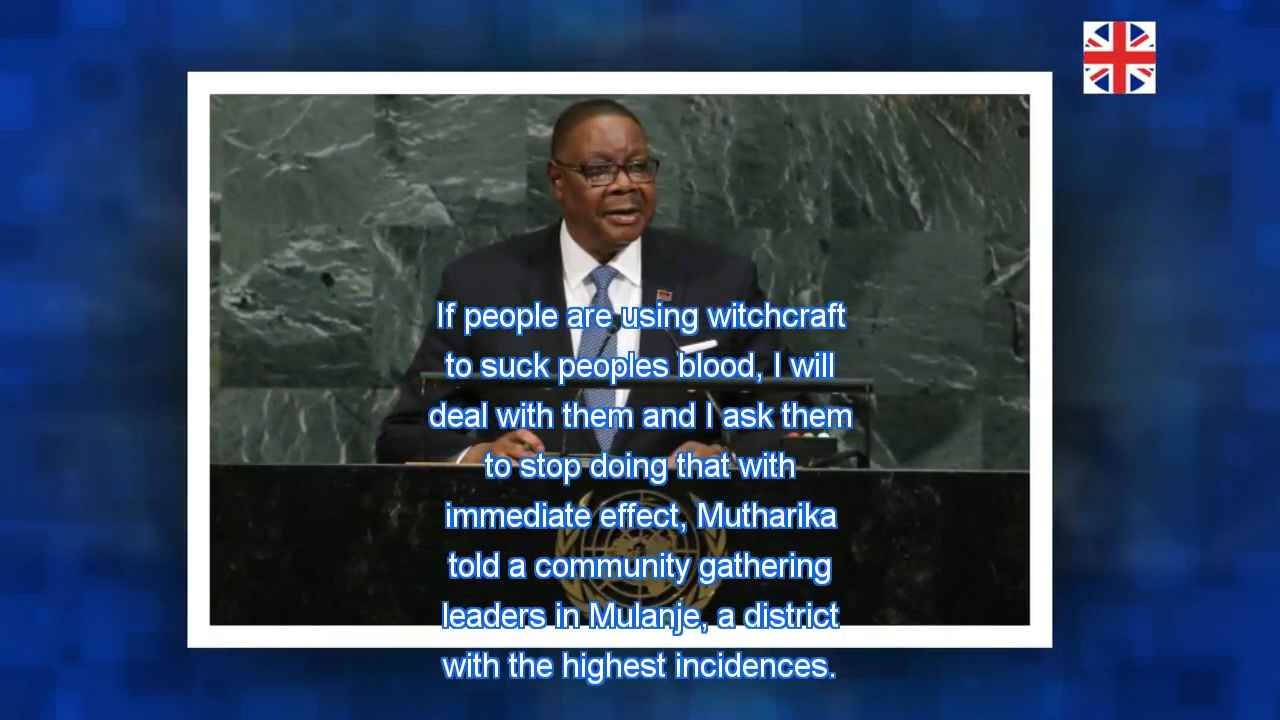 If people are using witchcraft
to suck peoples blood, I will
deal with them and I ask them
to stop doing that with
immediate effect, Mutharika
told a community gathering
leaders in Mulanje, a district
with the highest incidences.